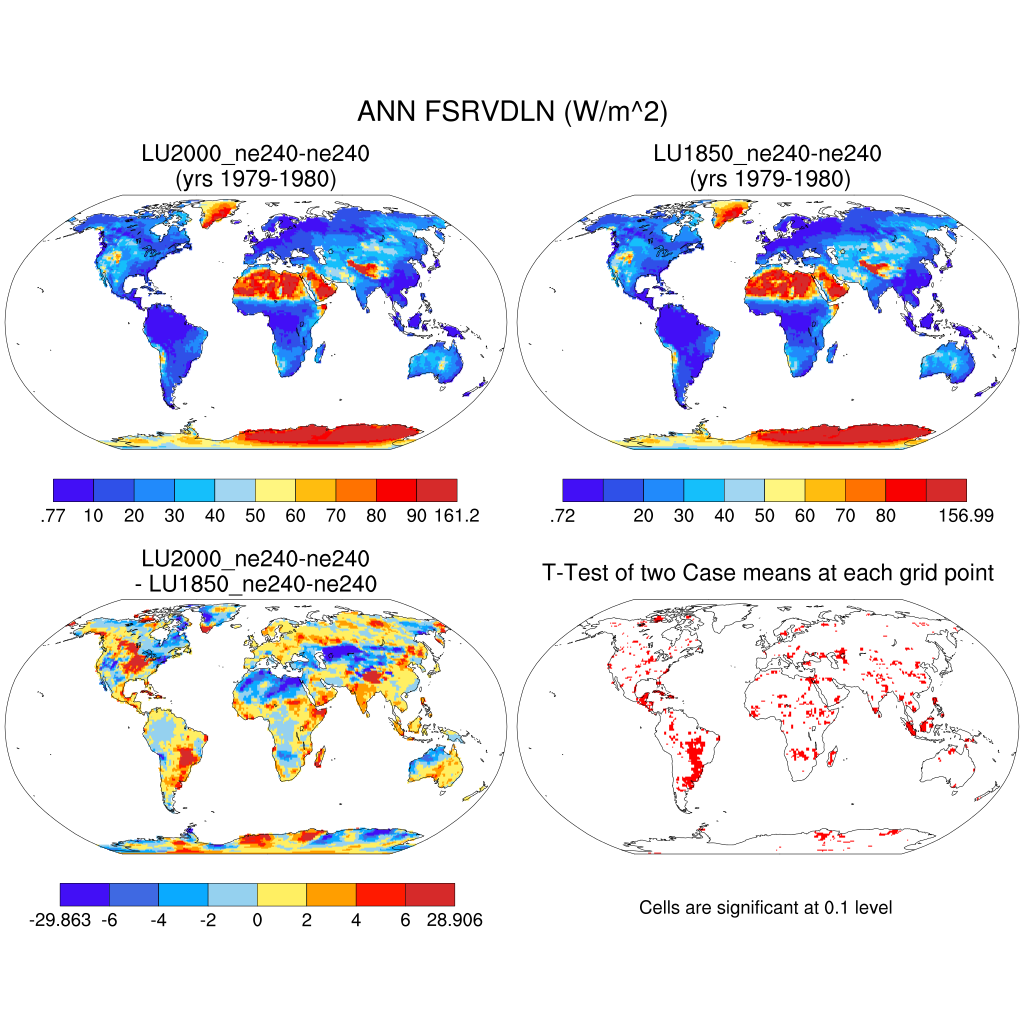 ANN FSRVDLN (W/m^2)
LU2000_ne240-ne240
(yrs 1979-1980)
LU1850_ne240-ne240
(yrs 1979-1980)
.77 10 20 30 40 50 60 70 80 90 161.2
.72 20 30 40 50 60 70 80 156.99
LU2000_ne240-ne240
- LU1850_ne240-ne240
T-Test of two Case means at each grid point
-29.863 -6 -4 -2 0 2 4 6 28.906
Cells are significant at 0.1 level